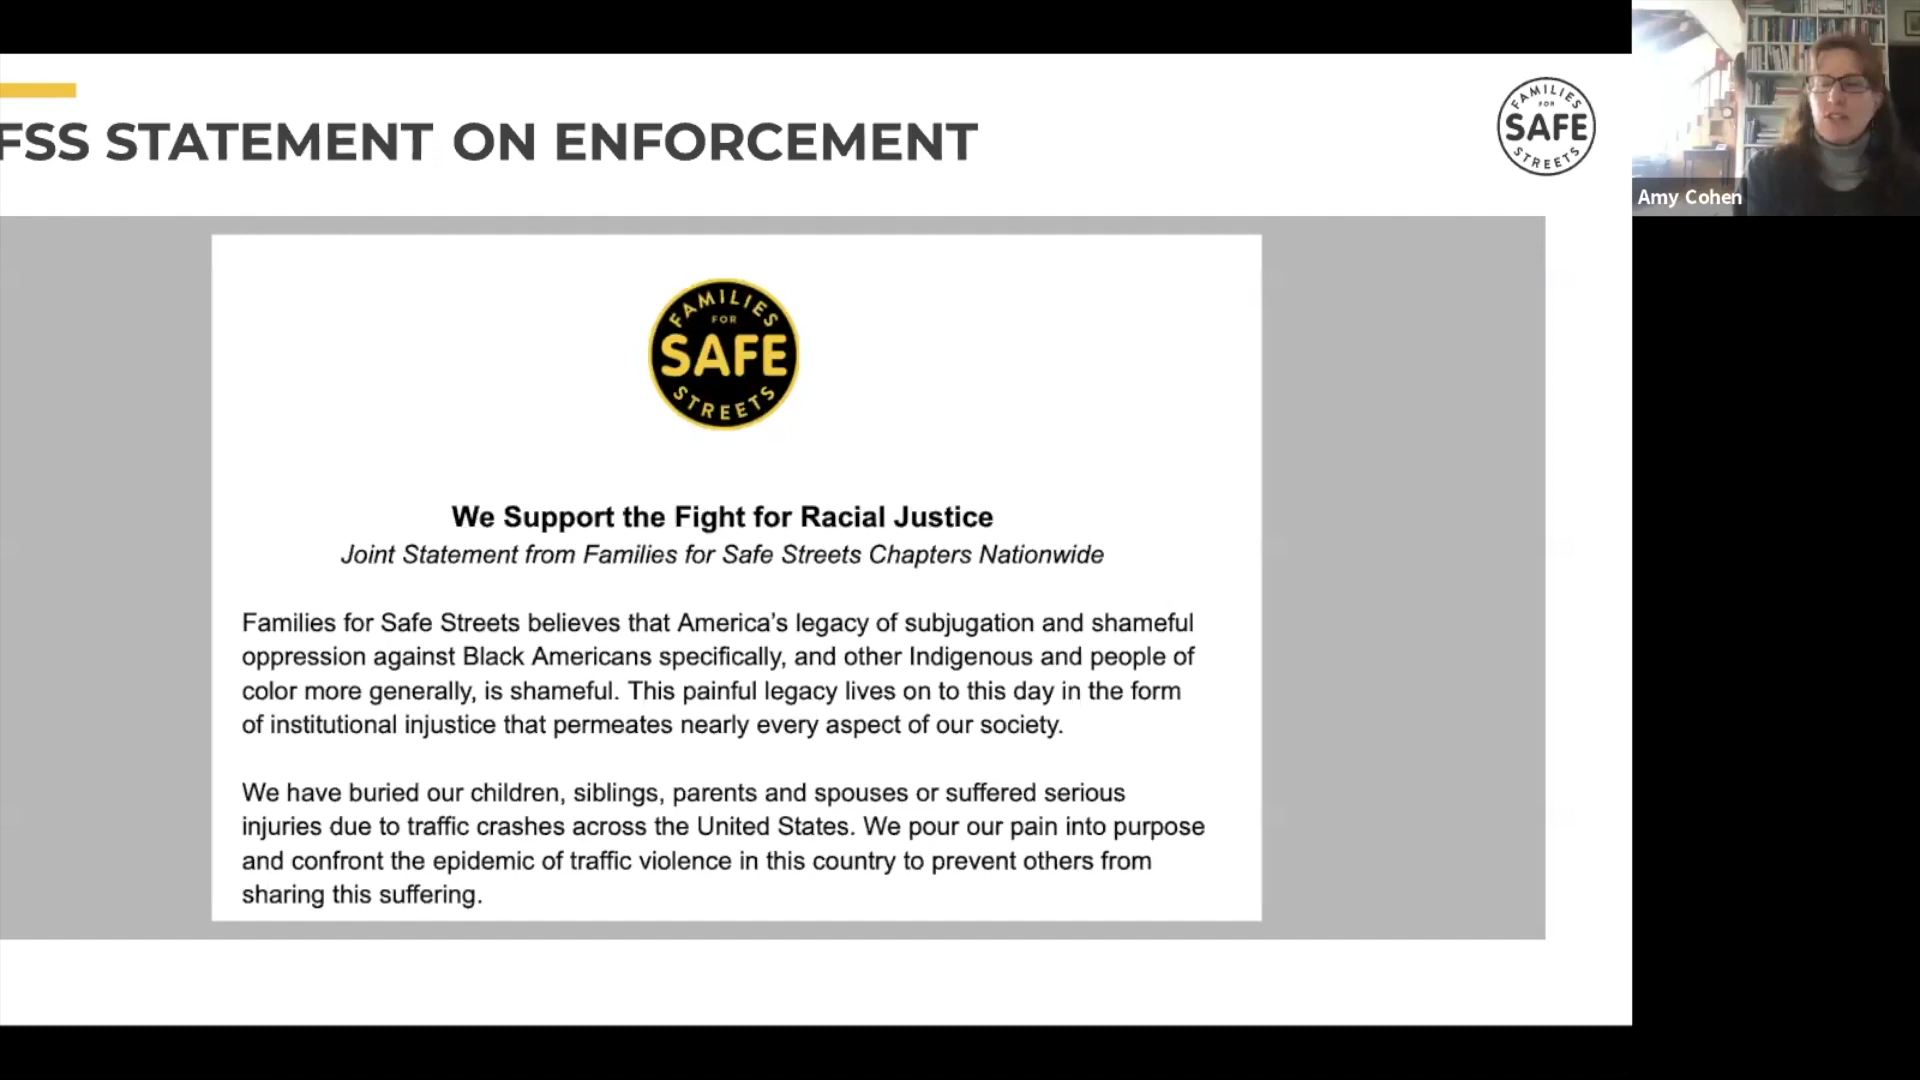 FSS STATEMENT ON ENFORCEMENT
FAMILIES
FOR
SAFE
STREETS
Amy Cohen
FAMILIES
FOR
SAFE
STREETS
We Support the Fight for Racial Justice
Joint Statement from Families for Safe Streets Chapters Nationwide
Families for Safe Streets believes that America’s legacy of subjugation and shameful
oppression against Black Americans specifically, and other Indigenous and people of
color more generally, is shameful. This painful legacy lives on to this day in the form
of institutional injustice that permeates nearly every aspect of our society.
We have buried our children, siblings, parents and spouses or suffered serious
injuries due to traffic crashes across the United States. We pour our pain into purpose
and confront the epidemic of traffic violence in this country to prevent others from
sharing this suffering.